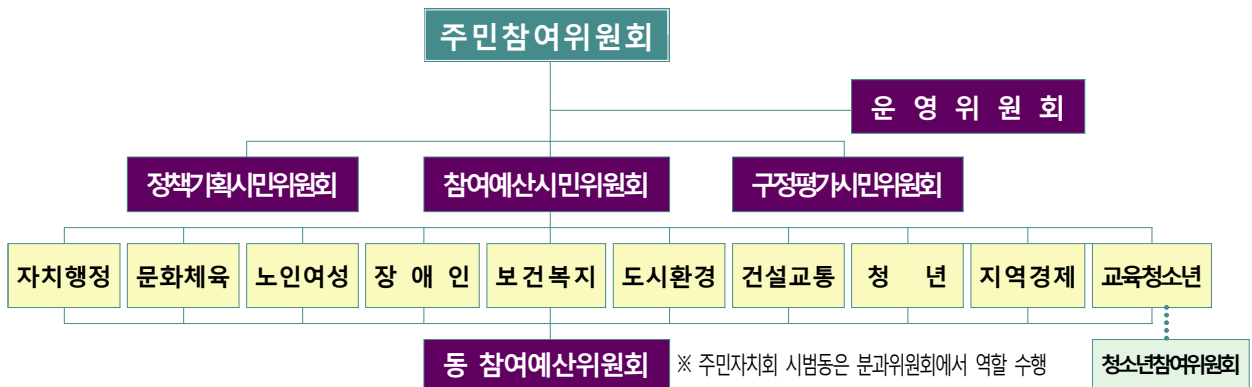 주민참여위원회
운 영 위 원 회
정책기획시민위원회 참여예산시민위원회 구정평가시민위원회
자치행정 문화체육 노인여성 장 애 인 보건복지 도시환경 건설교통 청 년 지역경제 교육청소년
동 참여예산위원회 ※ 주민자치회 시범동은 분과위원회에서 역할 수행 청소년참여위원회